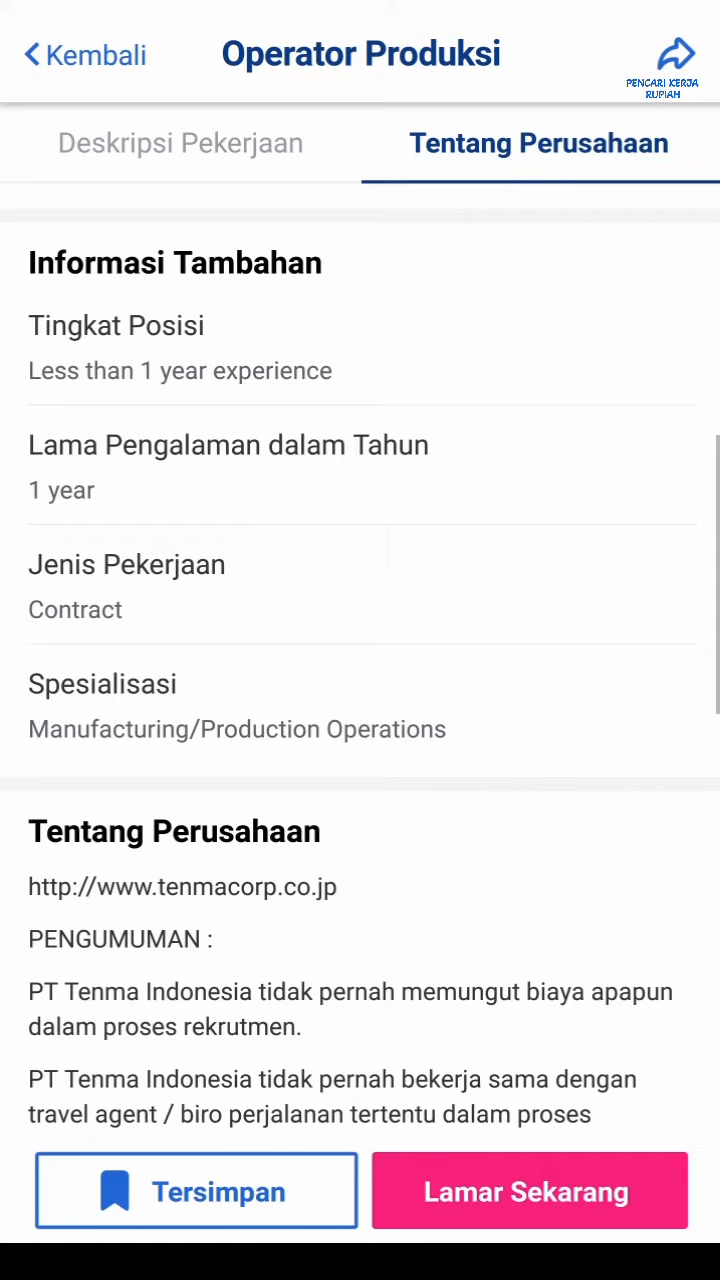 Kembali
Operator Produksi
PENCARI KERJA
RUPIAH
Deskripsi Pekerjaan
Tentang Perusahaan
Informasi Tambahan
Tingkat Posisi
Less than 1 year experience
Lama Pengalaman dalam Tahun
1 year
Jenis Pekerjaan
Contract
Spesialisasi
Manufacturing/Production Operations
Tentang Perusahaan
http://www.tenmacorp.co.jp
PENGUMUMAN :
PT Tenma Indonesia tidak pernah memungut biaya apapun
dalam proses rekrutmen.
PT Tenma Indonesia tidak pernah bekerja sama dengan
travel agent / biro perjalanan tertentu dalam proses
Tersimpan
Lamar Sekarang